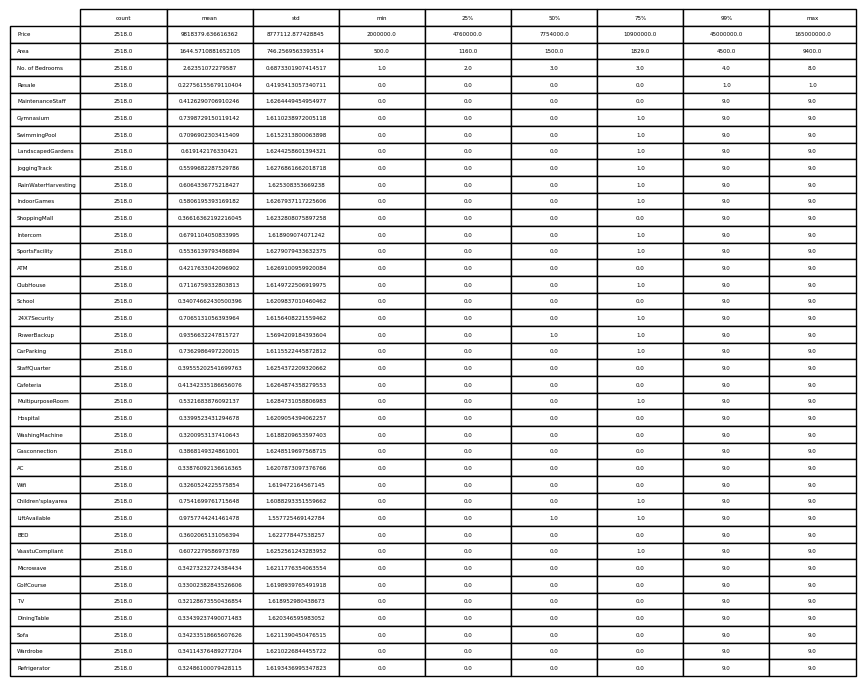 count mean std min 25% 50% 75% 99% max
Price 2518.0 9818379.636616362 8777112.877428845 2000000.0 4760000.0 7754000.0 10900000.0 45000000.0 165000000.0
Area 2518.0 1644.5710881652105 746.2569563393514 500.0 1160.0 1500.0 1829.0 4500.0 9400.0
No. of Bedrooms 2518.0 2.62351072279587 0.6873301907414517 1.0 2.0 3.0 3.0 4.0 8.0
Resale 2518.0 0.22756155679110404 0.4193413057340711 0.0 0.0 0.0 0.0 1.0 1.0
MaintenanceStaff 2518.0 0.4126290706910246 1.6264449454954977 0.0 0.0 0.0 0.0 9.0 9.0
Gymnasium 2518.0 0.7398729150119142 1.6110238972005118 0.0 0.0 0.0 1.0 9.0 9.0
SwimmingPool 2518.0 0.7096902303415409 1.6152313800063898 0.0 0.0 0.0 1.0 9.0 9.0
LandscapedGardens 2518.0 0.619142176330421 1.6244258601394321 0.0 0.0 0.0 1.0 9.0 9.0
JoggingTrack 2518.0 0.5599682287529786 1.6276861662018718 0.0 0.0 0.0 1.0 9.0 9.0
RainWaterHarvesting 2518.0 0.6064336775218427 1.625308353669238 0.0 0.0 0.0 1.0 9.0 9.0
IndoorGames 2518.0 0.5806195393169182 1.6267937117225606 0.0 0.0 0.0 1.0 9.0 9.0
ShoppingMall 2518.0 0.36616362192216045 1.6232808075897258 0.0 0.0 0.0 0.0 9.0 9.0
Intercom 2518.0 0.6791104050833995 1.618909074071242 0.0 0.0 0.0 1.0 9.0 9.0
SportsFacility 2518.0 0.5536139793486894 1.6279079433632375 0.0 0.0 0.0 1.0 9.0 9.0
ATM 2518.0 0.4217633042096902 1.6269100959920084 0.0 0.0 0.0 0.0 9.0 9.0
ClubHouse 2518.0 0.7116759332803813 1.6149722506919975 0.0 0.0 0.0 1.0 9.0 9.0
School 2518.0 0.34074662430500396 1.6209837010460462 0.0 0.0 0.0 0.0 9.0 9.0
24X7Security 2518.0 0.7065131056393964 1.6156408221559462 0.0 0.0 0.0 1.0 9.0 9.0
PowerBackup 2518.0 0.9356632247815727 1.5694209184393604 0.0 0.0 1.0 1.0 9.0 9.0
CarParking 2518.0 0.7362986497220015 1.6115522445872812 0.0 0.0 0.0 1.0 9.0 9.0
StaffQuarter 2518.0 0.39555202541699763 1.6254372209320662 0.0 0.0 0.0 0.0 9.0 9.0
Cafeteria 2518.0 0.41342335186656076 1.6264874358279553 0.0 0.0 0.0 0.0 9.0 9.0
MultipurposeRoom 2518.0 0.5321683876092137 1.6284731058806983 0.0 0.0 0.0 1.0 9.0 9.0
Hospital 2518.0 0.3399523431294678 1.6209054394062257 0.0 0.0 0.0 0.0 9.0 9.0
WashingMachine 2518.0 0.3200953137410643 1.6188209653597403 0.0 0.0 0.0 0.0 9.0 9.0
Gasconnection 2518.0 0.3868149324861001 1.6248519697568715 0.0 0.0 0.0 0.0 9.0 9.0
AC 2518.0 0.33876092136616365 1.6207873097376766 0.0 0.0 0.0 0.0 9.0 9.0
Wifi 2518.0 0.3260524225575854 1.619472164567145 0.0 0.0 0.0 0.0 9.0 9.0
Children'splayarea 2518.0 0.7541699761715648 1.6088293351559662 0.0 0.0 0.0 1.0 9.0 9.0
LiftAvailable 2518.0 0.9757744241461478 1.557725469142784 0.0 0.0 1.0 1.0 9.0 9.0
BED 2518.0 0.3602065131056394 1.622778447538257 0.0 0.0 0.0 0.0 9.0 9.0
VaastuCompliant 2518.0 0.6072279586973789 1.6252561243283952 0.0 0.0 0.0 1.0 9.0 9.0
Microwave 2518.0 0.34273232724384434 1.6211776354063554 0.0 0.0 0.0 0.0 9.0 9.0
GolfCourse 2518.0 0.33002382843526606 1.6198939765491918 0.0 0.0 0.0 0.0 9.0 9.0
TV 2518.0 0.32128673550436854 1.618952980438673 0.0 0.0 0.0 0.0 9.0 9.0
DiningTable 2518.0 0.33439237490071483 1.620346595983052 0.0 0.0 0.0 0.0 9.0 9.0
Sofa 2518.0 0.34233518665607626 1.6211390450476515 0.0 0.0 0.0 0.0 9.0 9.0
Wardrobe 2518.0 0.34114376489277204 1.6210226844455722 0.0 0.0 0.0 0.0 9.0 9.0
Refrigerator 2518.0 0.32486100079428115 1.6193436995347823 0.0 0.0 0.0 0.0 9.0 9.0